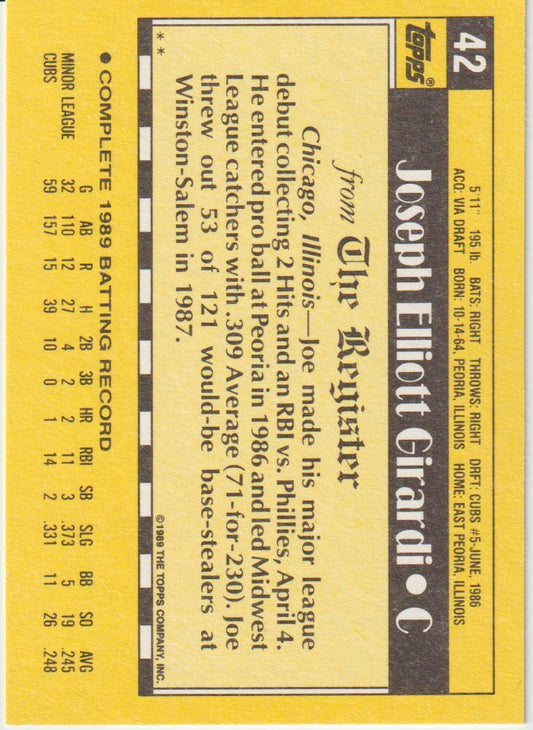 42
topps®
5'11" 195 lb. BATS: RIGHT THROWS: RIGHT DRFT: CUBS #5-JUNE, 1986
ACQ: VIA DRAFT BORN: 10-14-64, PEORIA, ILLINOIS HOME: EAST PEORIA, ILLINOIS
Joseph Elliott Girardi • C
from The Register
Chicago, Illinois—Joe made his major league
debut collecting 2 Hits and an RBI vs. Phillies, April 4.
He entered pro ball at Peoria in 1986 and led Midwest
League catchers with .309 Average (71-for-230). Joe
threw out 53 of 121 would-be base-stealers at
Winston-Salem in 1987.
* *
©1989 THE TOPPS COMPANY, INC.
• COMPLETE 1989 BATTING RECORD
G AB R H 2B 3B HR RBI SB SLG BB SO AVG
MINOR LEAGUE 32 110 12 27 4 2 2 11 3 .373 5 19 .245
CUBS 59 157 15 39 10 0 1 14 2 .331 11 26 .248